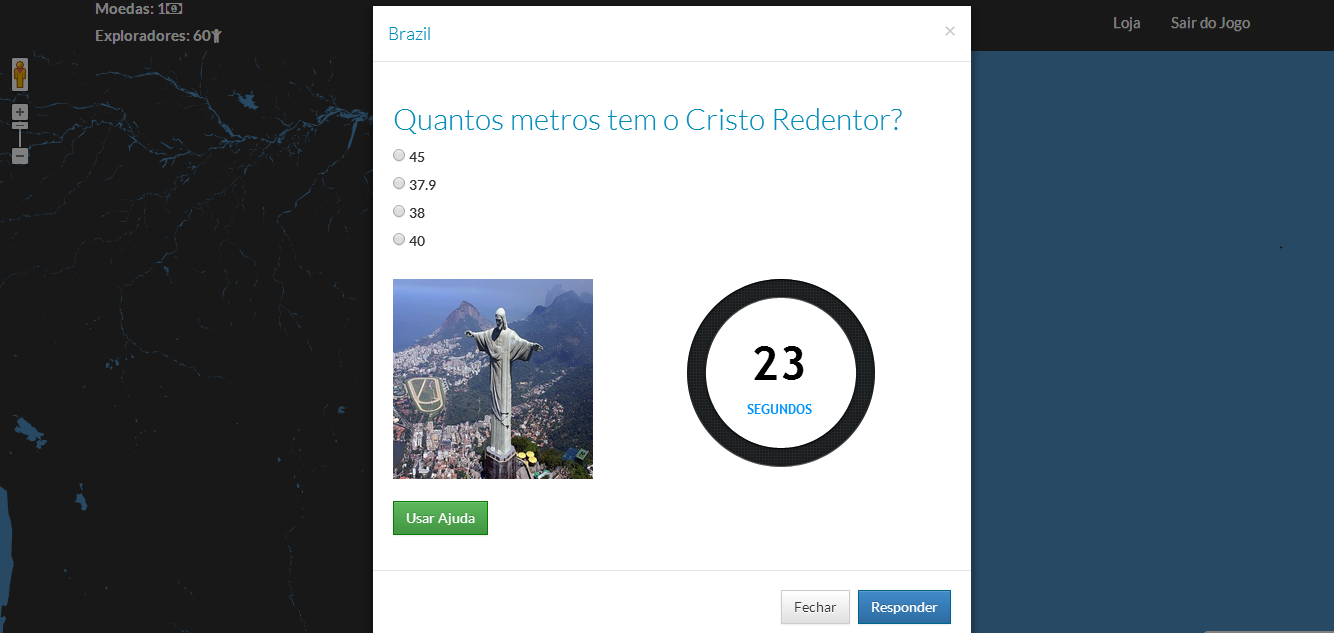 Moedas: 1
Exploradores: 60
Loja
Sair do Jogo
Brazil
×
Quantos metros tem o Cristo Redentor?
45
37.9
38
40
23
SEGUNDOS
Usar Ajuda
Fechar
Responder